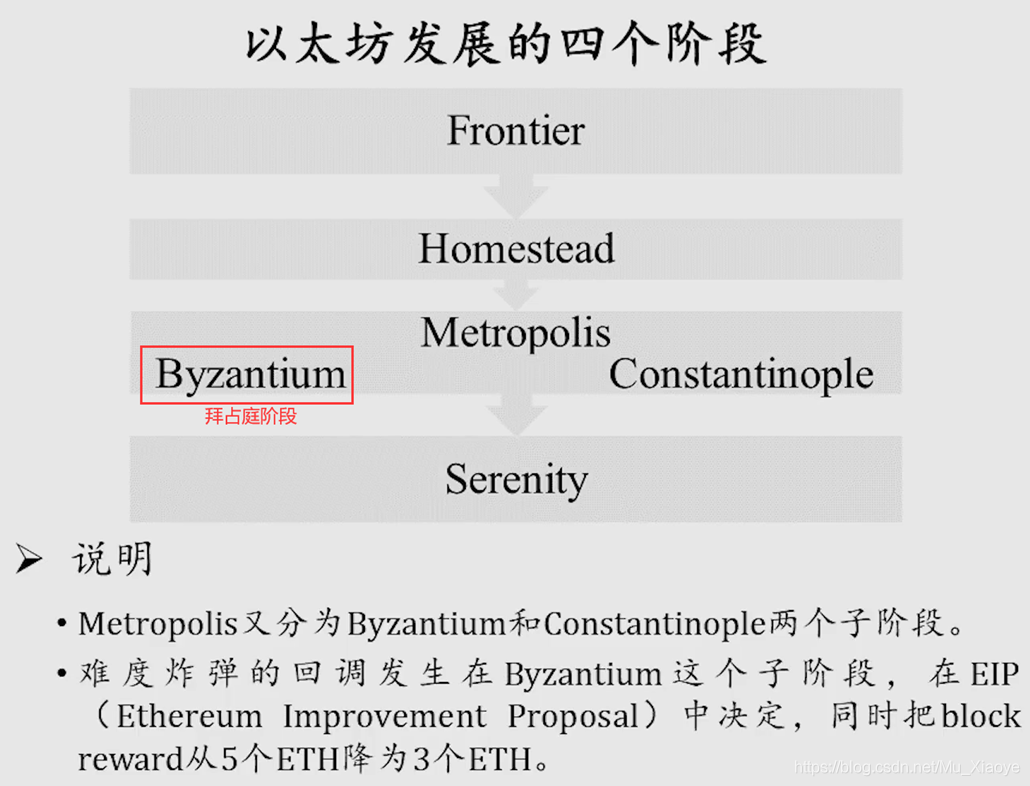 以太坊发展的四个阶段
Frontier
Homestead
Metropolis
Byzantium
Constantinople
拜占庭阶段
Serenity
➢ 说明
• Metropolis又分为Byzantium和Constantinople两个子阶段。
• 难度炸弹的回调发生在Byzantium这个子阶段，在EIP
（Ethereum Improvement Proposal）中决定，同时把block
reward从5个ETH降为3个ETH。
https://blog.csdn.net/Mu_Xiaoye